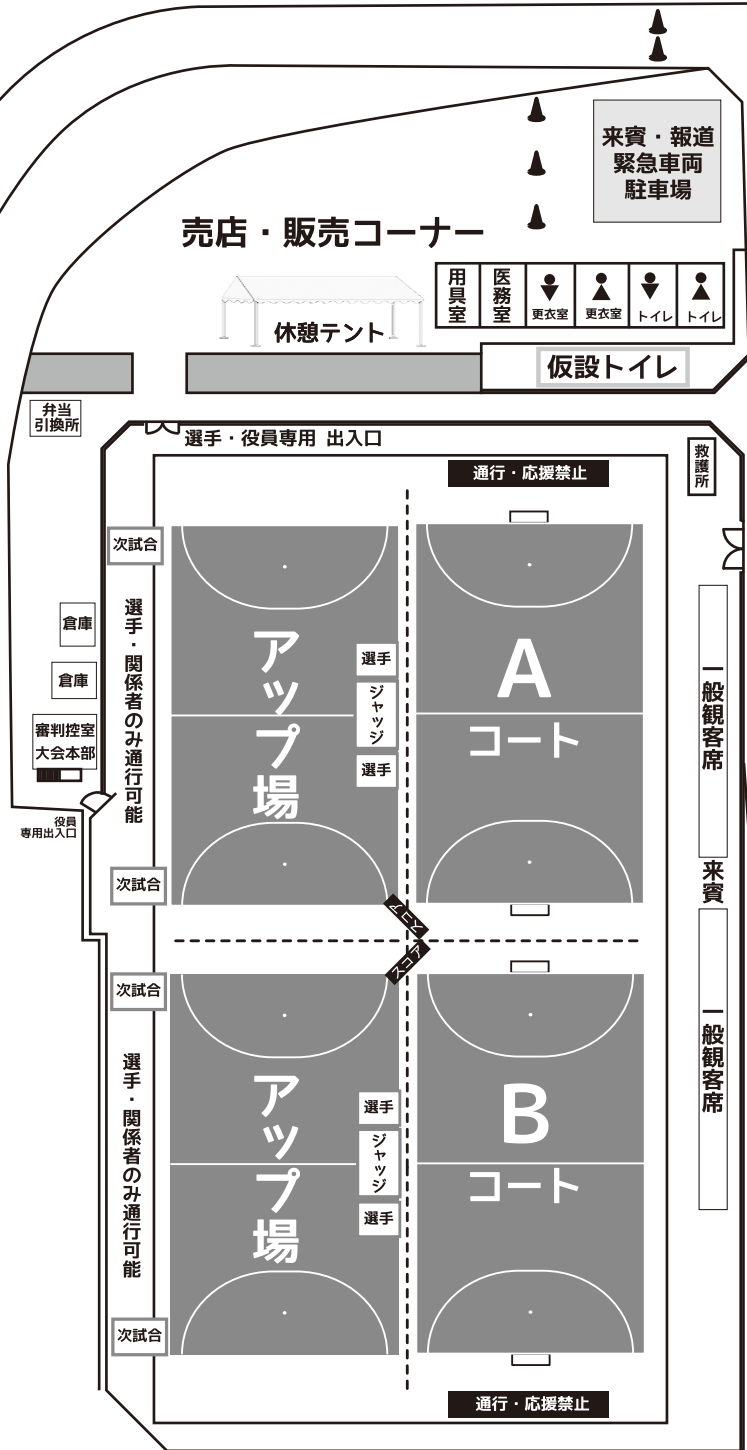 来賓・報道
緊急車両
駐車場
売店・販売コーナー
用具室
医務室
更衣室
更衣室
トイレ
トイレ
休憩テント
仮設トイレ
弁当
引換所
選手・役員専用 出入口
救護所
通行・応援禁止
次試合
選手・関係者のみ通行可能
倉庫
倉庫
審判控室
大会本部
役員
専用出入口
アップ場
選手
ジャッジ
選手
A
コート
一般観客席
次試合
来賓
スコア
スコア
次試合
選手・関係者のみ通行可能
アップ場
選手
ジャッジ
選手
B
コート
一般観客席
次試合
通行・応援禁止